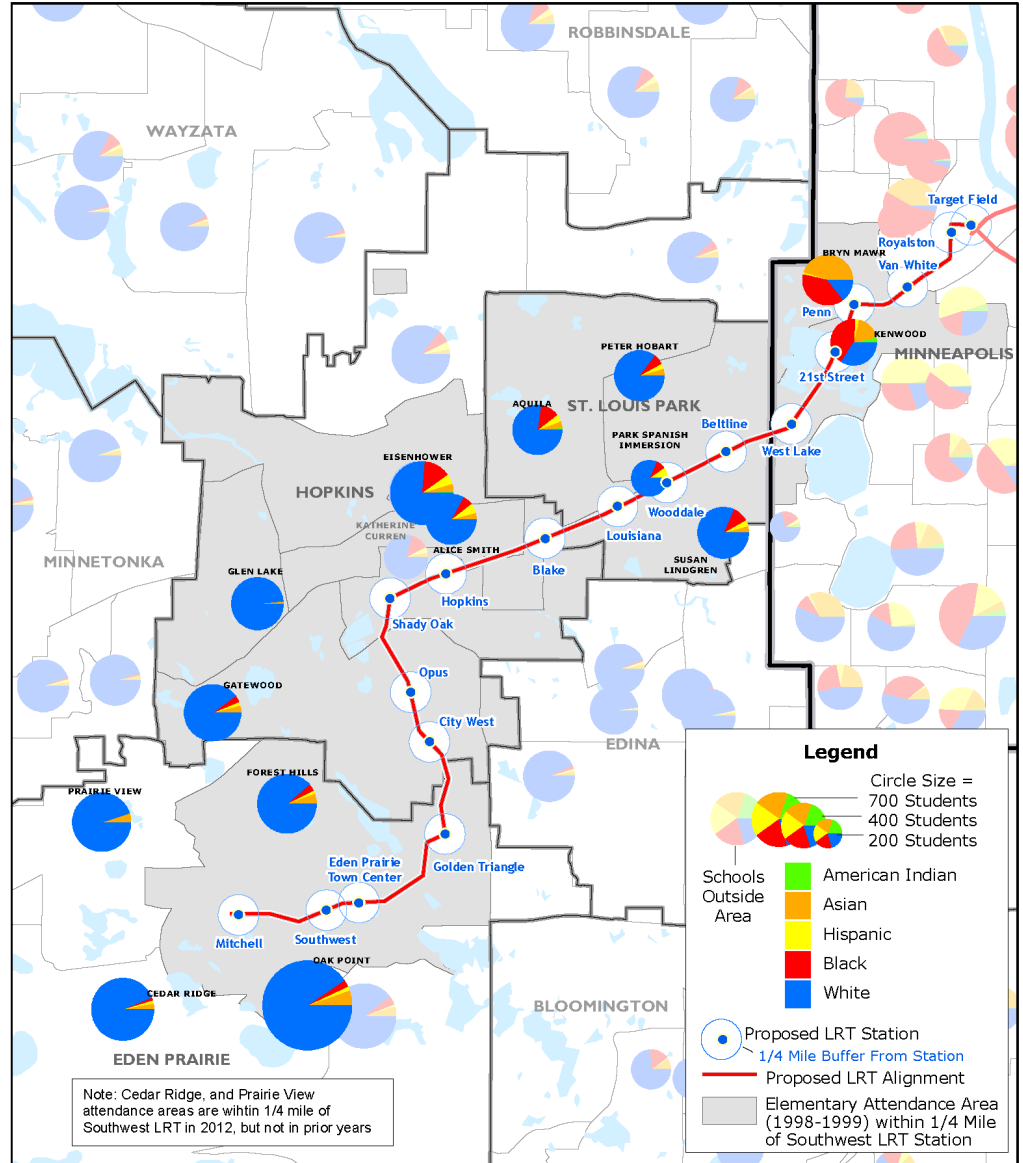 ROBBINSDALE
WAYZATA
Target Field
Royalston
BRYN MAWR
Van White
Penn
KENWOOD
MINNEAPOLIS
21st Street
PETER HOBART
AQUILA
ST. LOUIS PARK
Beltline
PARK SPANISH
IMMERSION
West Lake
EISENHOWER
HOPKINS
Wooddale
KATHERINE
CURREN
Louisiana
ALICE SMITH
MINNETONKA
Blake
SUSAN
LINDGREN
GLEN LAKE
Hopkins
Shady Oak
Opus
GATEWOOD
City West
EDINA
FOREST HILLS
PRAIRIE VIEW
Golden Triangle
Eden Prairie
Town Center
Mitchell
Southwest
OAK POINT
CEDAR RIDGE
BLOOMINGTON
EDEN PRAIRIE
Note: Cedar Ridge, and Prairie View
attendance areas are wihtin 1/4 mile of
Southwest LRT in 2012, but not in prior years
Legend
Circle Size =
700 Students
400 Students
200 Students
Schools
Outside
Area
American Indian
Asian
Hispanic
Black
White
Proposed LRT Station
1/4 Mile Buffer From Station
Proposed LRT Alignment
Elementary Attendance Area
(1998-1999) within 1/4 Mile
of Southwest LRT Station